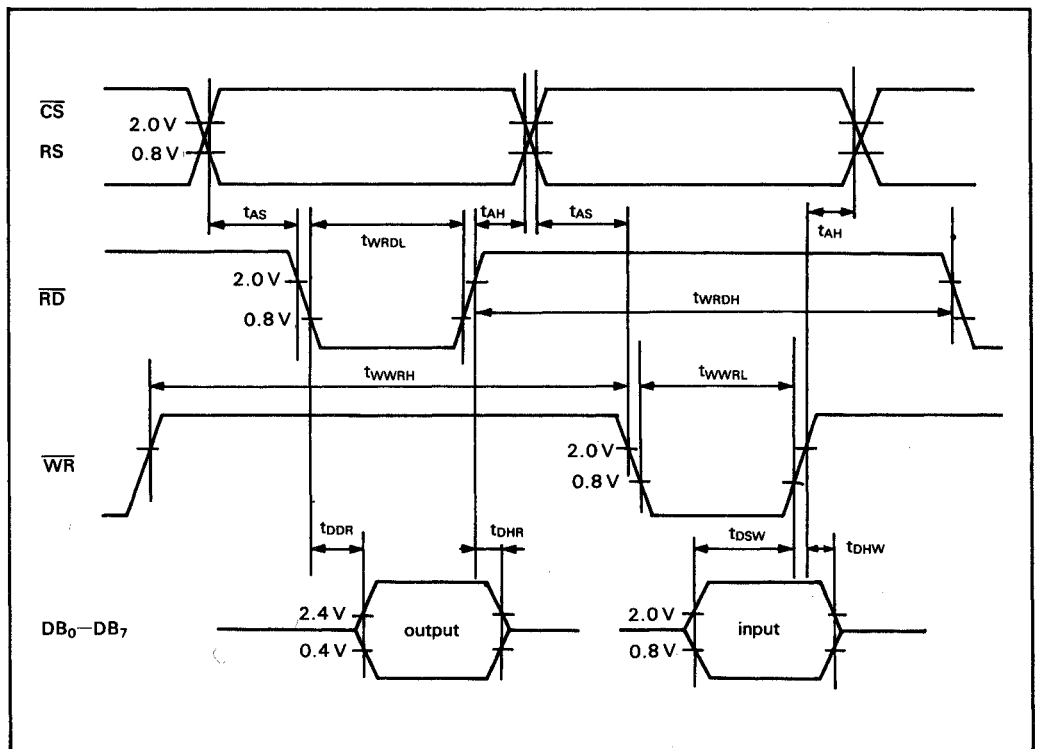 CS
2.0 V
RS
0.8 V
tAS
tWRDL
tAH
tAS
tAH
RD
2.0 V
0.8 V
tWRDH
tWWRH
tWWRL
WR
2.0 V
0.8 V
tDDR
tDHR
tDSW
tDHW
DB₀—DB₇
2.4 V
0.4 V
output
2.0 V
0.8 V
input